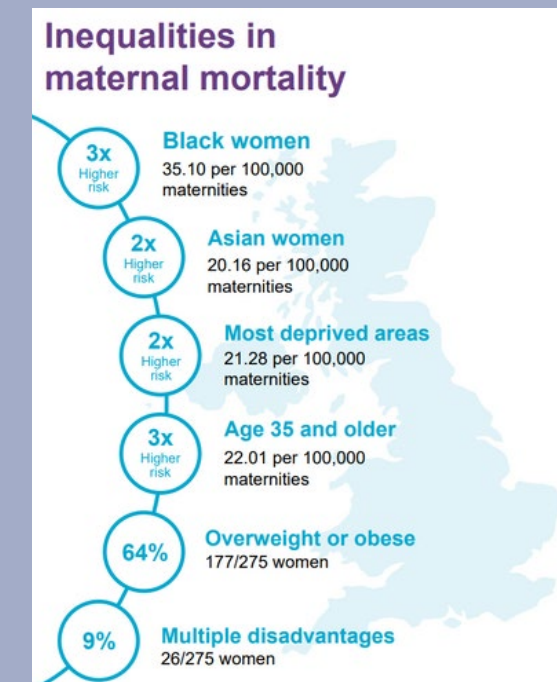 Inequalities in
maternal mortality
3x
Higher
risk
Black women
35.10 per 100,000
maternities
2x
Higher
risk
Asian women
20.16 per 100,000
maternities
2x
Higher
risk
Most deprived areas
21.28 per 100,000
maternities
3x
Higher
risk
Age 35 and older
22.01 per 100,000
maternities
64%
Overweight or obese
177/275 women
9%
Multiple disadvantages
26/275 women